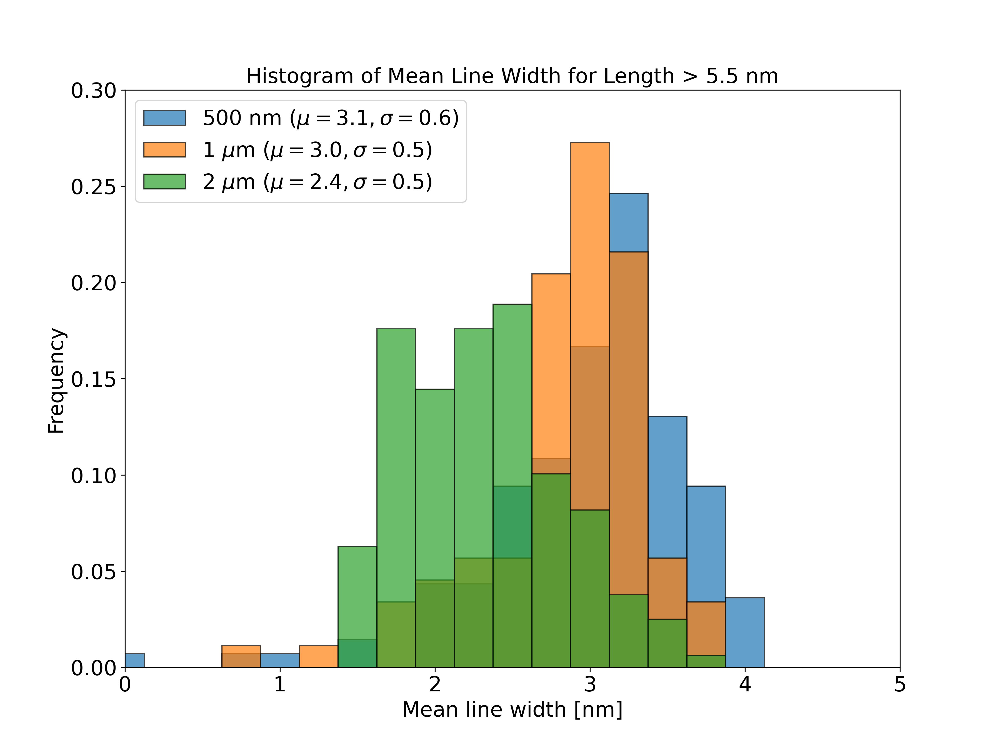 Histogram of Mean Line Width for Length > 5.5 nm
0.30
0.25
0.20
0.15
0.10
0.05
0.00
Frequency
500 nm (μ = 3.1, σ = 0.6)
1 μm (μ = 3.0, σ = 0.5)
2 μm (μ = 2.4, σ = 0.5)
0 1 2 3 4 5
Mean line width [nm]